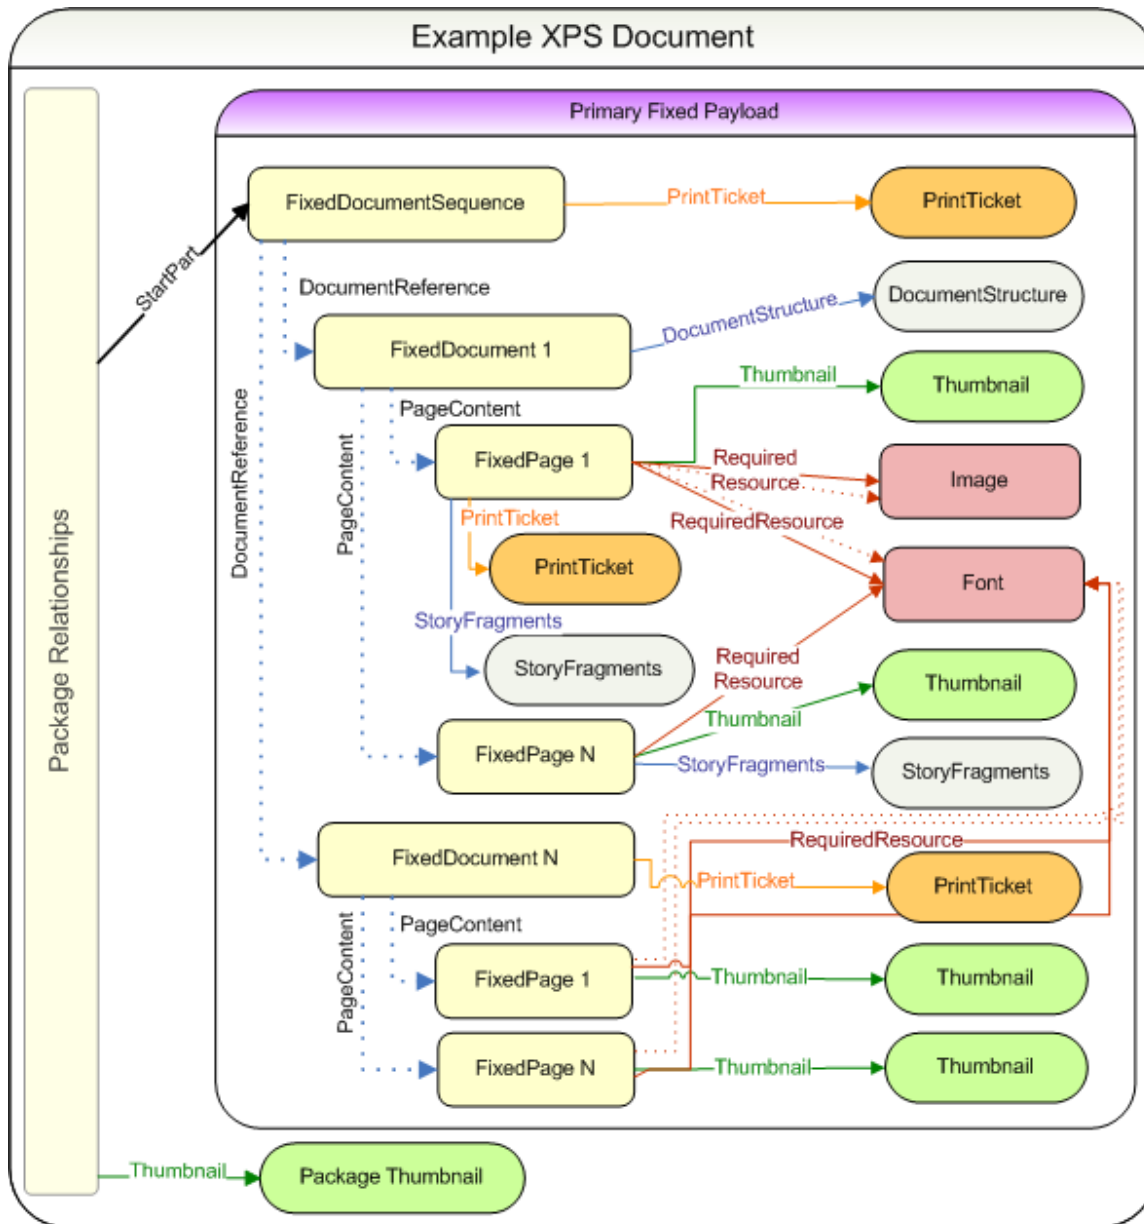 Example XPS Document
Package Relationships
Primary Fixed Payload
StartPart
FixedDocumentSequence
PrintTicket
PrintTicket
DocumentReference
DocumentReference
FixedDocument 1
DocumentStructure
DocumentStructure
PageContent
PageContent
FixedPage 1
Thumbnail
Thumbnail
Required
Resource
Image
RequiredResource
Font
PrintTicket
PrintTicket
StoryFragments
StoryFragments
Required
Resource
Thumbnail
Thumbnail
FixedPage N
StoryFragments
StoryFragments
RequiredResource
FixedDocument N
PrintTicket
PrintTicket
PageContent
PageContent
FixedPage 1
Thumbnail
Thumbnail
FixedPage N
Thumbnail
Thumbnail
Thumbnail
Package Thumbnail